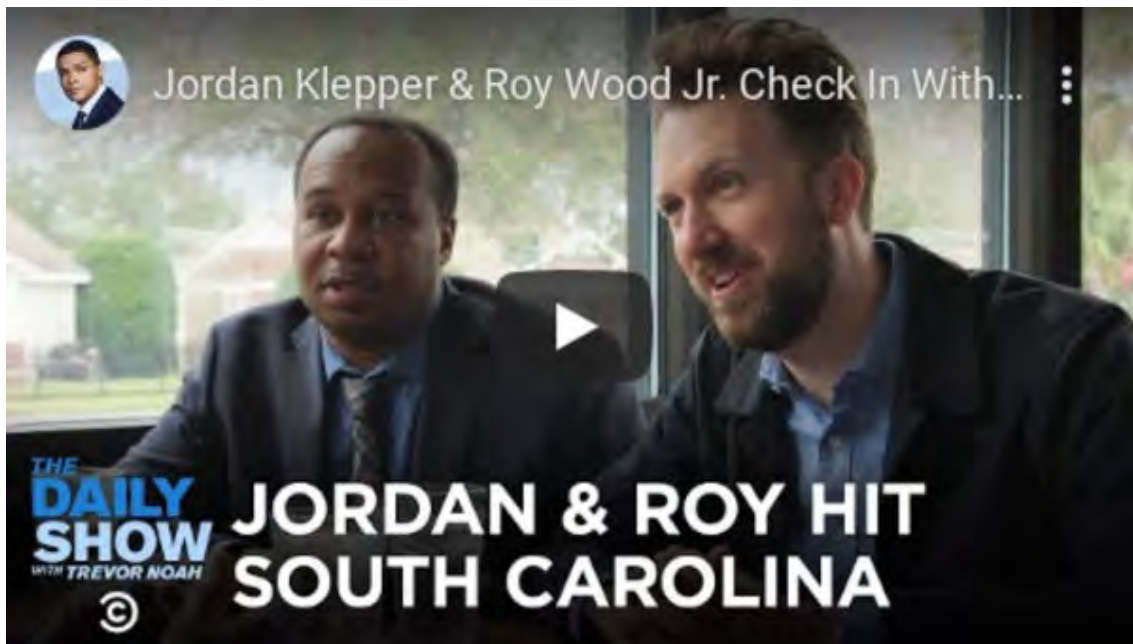 Jordan Klepper & Roy Wood Jr. Check In With...
THE
DAILY
SHOW
WITH TREVOR NOAH
JORDAN & ROY HIT
SOUTH CAROLINA